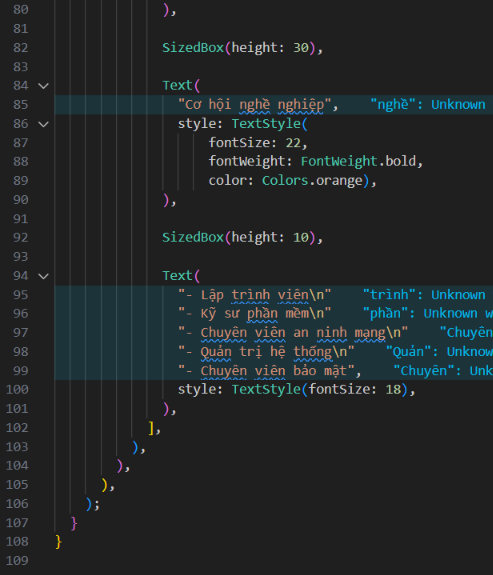 80 ),
81
82 SizedBox(height: 30),
83
84 Text(
85 "Cơ hội nghề nghiệp", "nghề": Unknown
86 style: TextStyle(
87 fontSize: 22,
88 fontWeight: FontWeight.bold,
89 color: Colors.orange),
90 ),
91
92 SizedBox(height: 10),
93
94 Text(
95 "- Lập trình viên\n" "trình": Unknown
96 "- Kỹ sư phần mềm\n" "phần": Unknown w
97 "- Chuyên viên an ninh mạng\n" "Chuyên
98 "- Quản trị hệ thống\n" "Quản": Unknow
99 "- Chuyên viên bảo mật", "Chuyên": Unk
100 style: TextStyle(fontSize: 18),
101 ),
102 ],
103 ),
104 ),
105 ),
106 );
107 }
108 }
109